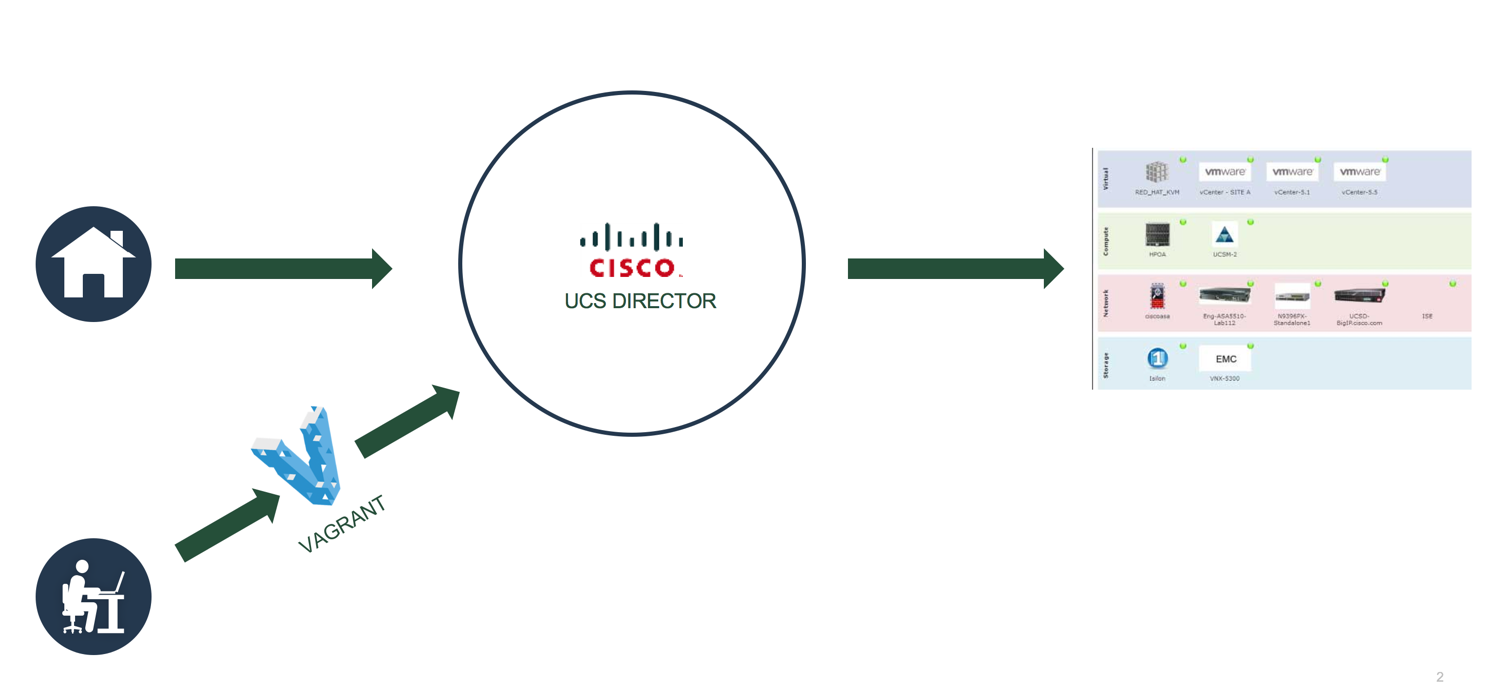 CISCO
UCS DIRECTOR
VAGRANT
Virtual
RED_HAT_KVM
vmware
vCenter - SITE A
vmware
vCenter-5.1
vmware
vCenter-5.5
Compute
HPOA
UCSM-2
Network
ciscoasa
Eng-ASA5510-
Lab112
N9396PX-
Standalone1
UCSD-
BigIP.cisco.com
ISE
Storage
1
Isilon
EMC
VNX-5300
2